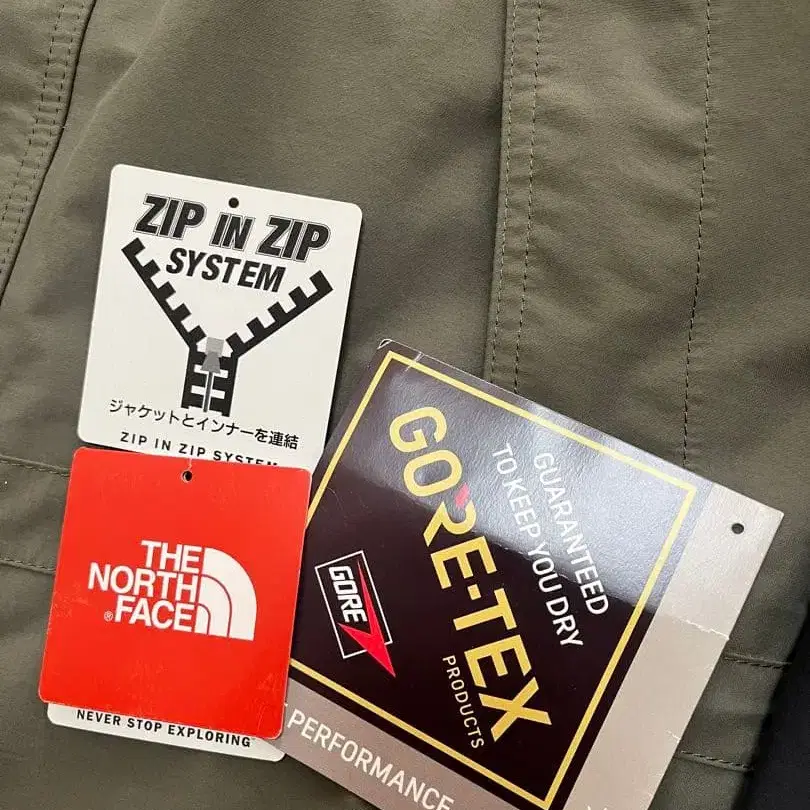 ZIP IN ZIP
SYSTEM
ジャケットとインナーを連結
ZIP IN ZIP SYSTEM
THE
NORTH
FACE
®
NEVER STOP EXPLORING
GUARANTEED
TO KEEP YOU DRY
GORE-TEX
PRODUCTS
GORE
PERFORMANCE